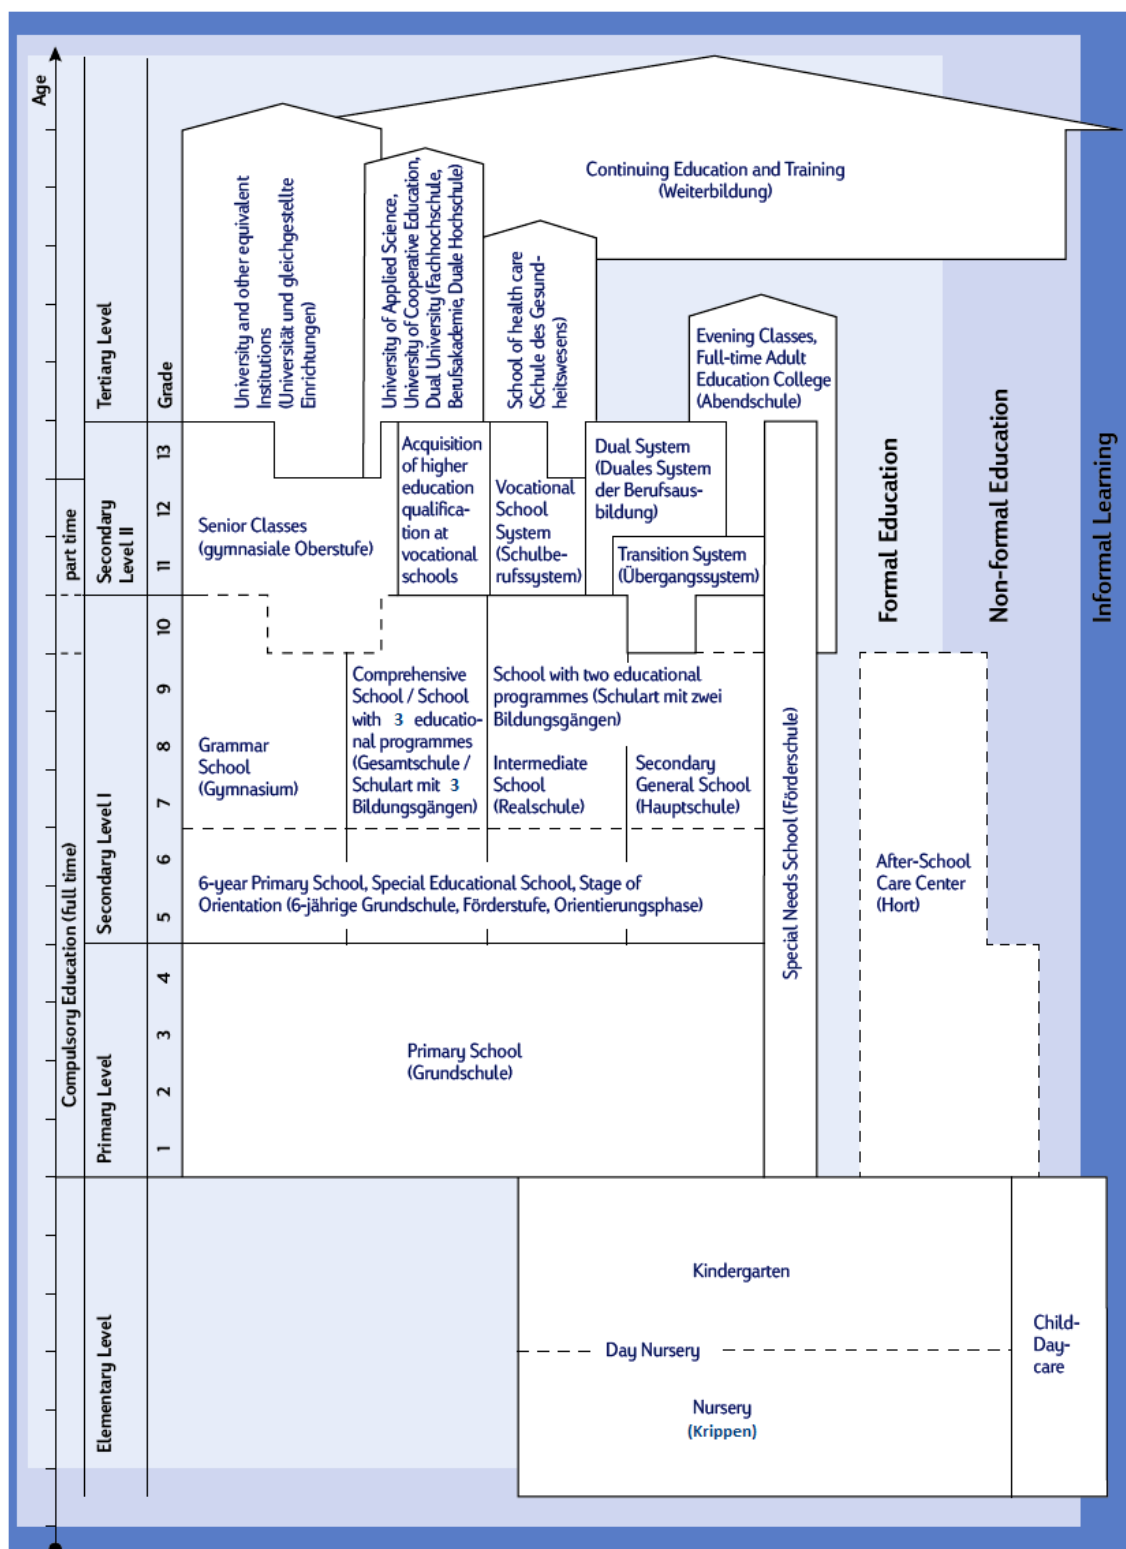 Age
Continuing Education and Training
(Weiterbildung)
University and other equivalent
Institutions
(Universität und gleichgestellte
Einrichtungen)
University of Applied Science,
University of Cooperative Education,
Dual University (Fachhochschule,
Berufsakademie, Duale Hochschule)
School of health care
(Schule des Gesund-
heitswesens)
Evening Classes,
Full-time Adult
Education College
(Abendschule)
Tertiary Level
Grade
13
12
11
10
9
8
7
6
5
4
3
2
1
part time
Secondary
Level II
Senior Classes
(gymnasiale Oberstufe)
Acquisition
of higher
education
qualifica-
tion at
vocational
schools
Vocational
School
System
(Schulbe-
rufssystem)
Dual System
(Duales System
der Berufsaus-
bildung)
Transition System
(Übergangssystem)
Formal Education
Non-formal Education
Informal Learning
Compulsory Education (full time)
Secondary Level I
Grammar
School
(Gymnasium)
Comprehensive
School / School
with 3 educatio-
nal programmes
(Gesamtschule /
Schulart mit 3
Bildungsgängen)
School with two educational
programmes (Schulart mit zwei
Bildungsgängen)
Intermediate
School
(Realschule)
Secondary
General School
(Hauptschule)
Special Needs School (Förderschule)
After-School
Care Center
(Hort)
6-year Primary School, Special Educational School, Stage of
Orientation (6-jährige Grundschule, Förderstufe, Orientierungsphase)
Primary Level
Primary School
(Grundschule)
Elementary Level
Kindergarten
Day Nursery
Nursery
(Krippen)
Child-
Day-
care